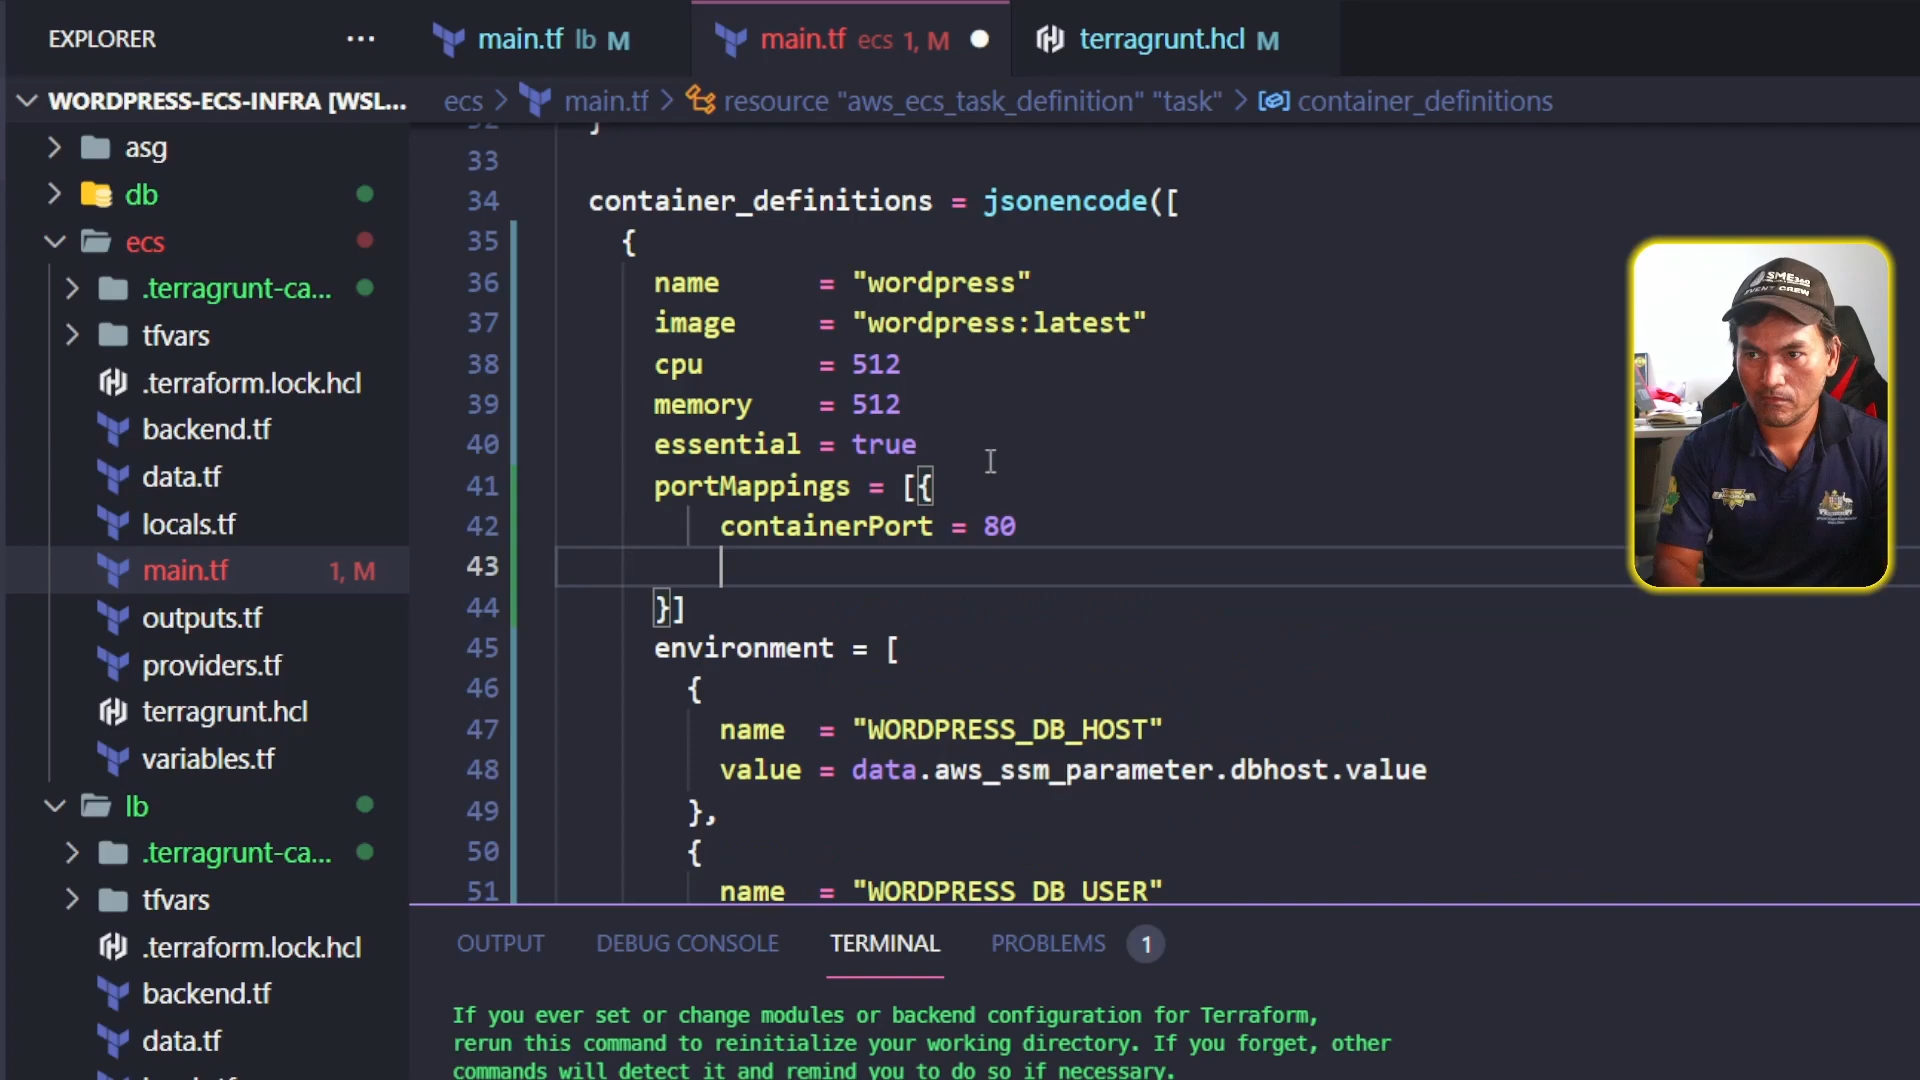 EXPLORER
···
main.tf lb M
main.tf ecs 1, M
terragrunt.hcl M
WORDPRESS-ECS-INFRA [WSL...
ecs > main.tf > resource "aws_ecs_task_definition" "task" > container_definitions
asg
db
ecs
.terragrunt-ca...
tfvars
.terraform.lock.hcl
backend.tf
data.tf
locals.tf
main.tf 1, M
outputs.tf
providers.tf
terragrunt.hcl
variables.tf
lb
.terragrunt-ca...
tfvars
.terraform.lock.hcl
backend.tf
data.tf
32 }
33
34 container_definitions = jsonencode([
35 {
36 name = "wordpress"
37 image = "wordpress:latest"
38 cpu = 512
39 memory = 512
40 essential = true
41 portMappings = [{
42 containerPort = 80
43
44 }]
45 environment = [
46 {
47 name = "WORDPRESS_DB_HOST"
48 value = data.aws_ssm_parameter.dbhost.value
49 },
50 {
51 name = "WORDPRESS_DB_USER"
OUTPUT DEBUG CONSOLE TERMINAL PROBLEMS 1
If you ever set or change modules or backend configuration for Terraform,
rerun this command to reinitialize your working directory. If you forget, other
commands will detect it and remind you to do so if necessary.
SME360
EVENT CREW